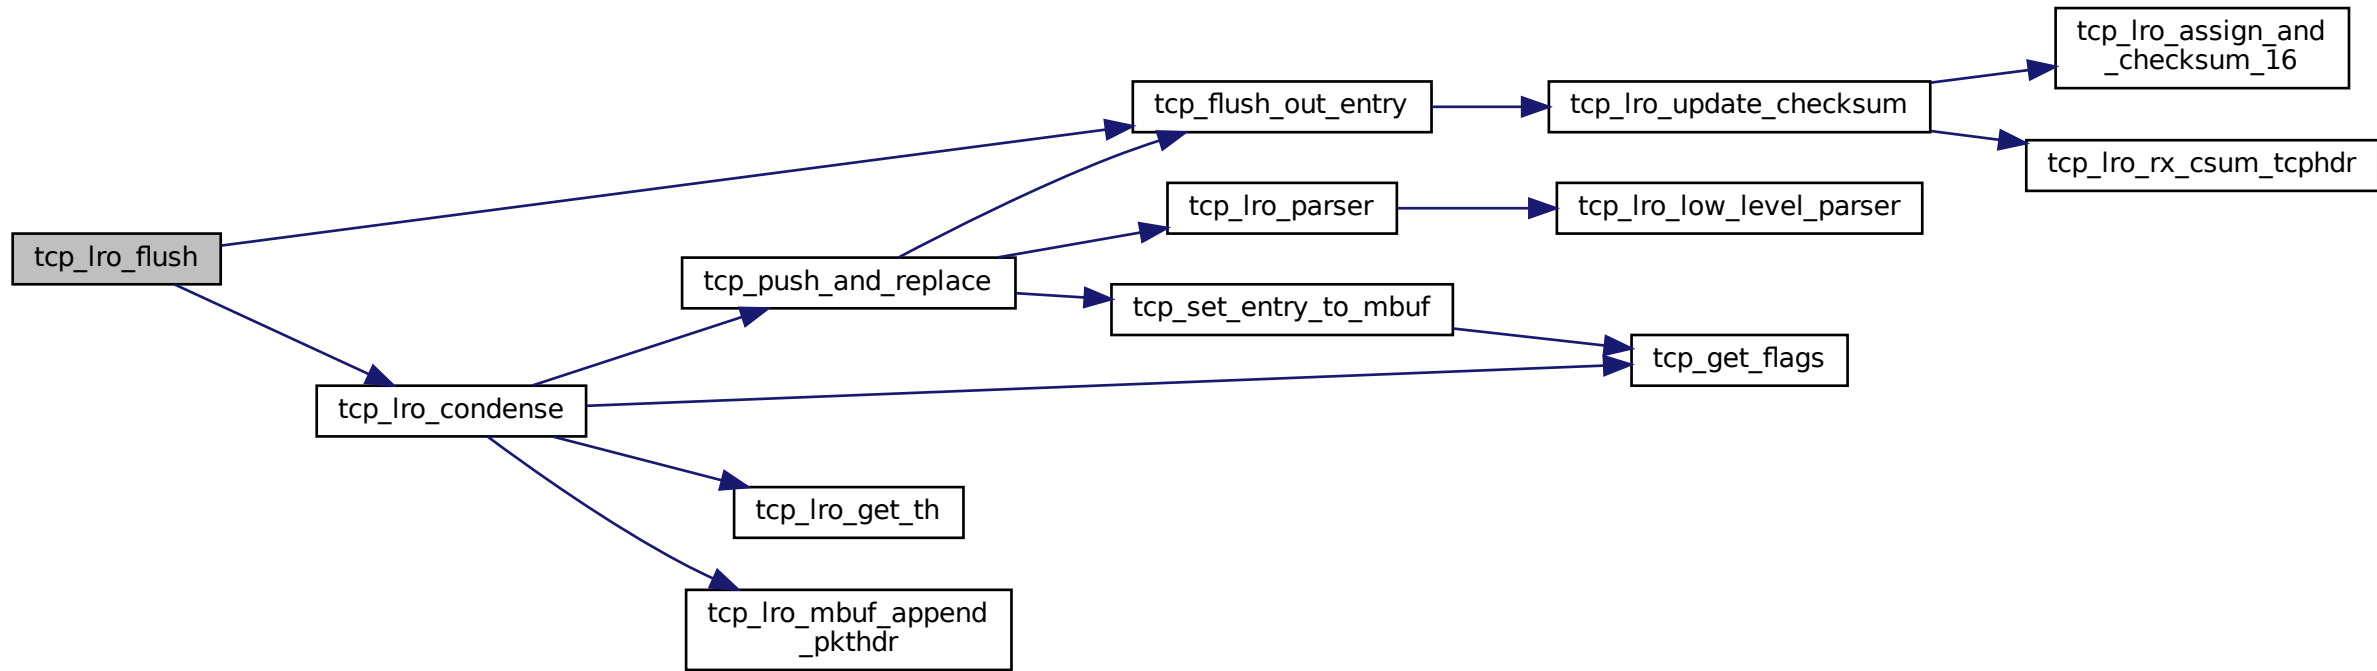 tcp_lro_flush
tcp_lro_condense
tcp_push_and_replace
tcp_lro_get_th
tcp_lro_mbuf_append
_pkthdr
tcp_flush_out_entry
tcp_lro_parser
tcp_set_entry_to_mbuf
tcp_lro_update_checksum
tcp_lro_low_level_parser
tcp_get_flags
tcp_lro_assign_and
_checksum_16
tcp_lro_rx_csum_tcphdr